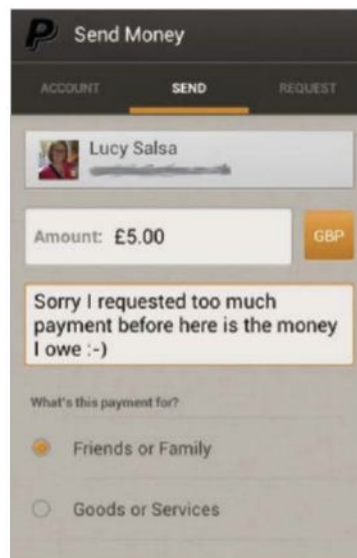 Send Money
ACCOUNT SEND REQUEST
Lucy Salsa
Amount: £5.00 GBP
Sorry I requested too much
payment before here is the money
I owe :-)
What's this payment for?
Friends or Family
Goods or Services